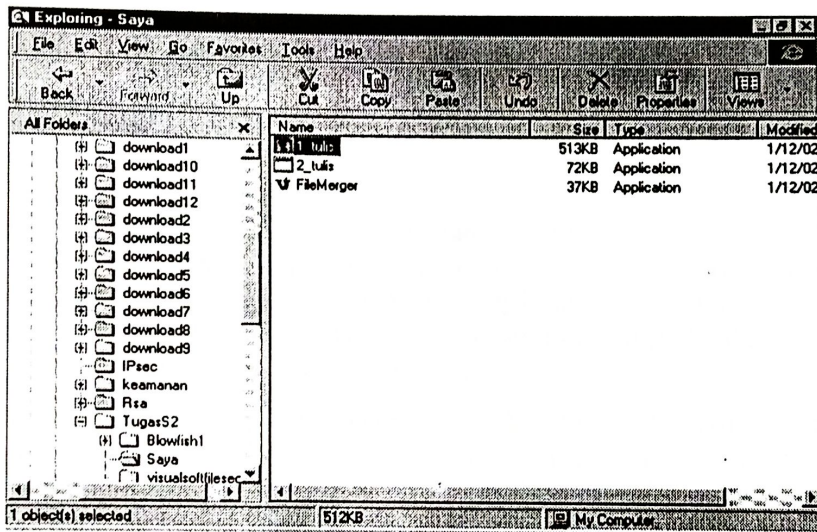 Exploring - Saya
File Edit View Go Favorites Tools Help
Back Forward Up Cut Copy Paste Undo Delete Properties Views
All Folders
download1
download10
download11
download12
download2
download3
download4
download5
download6
download7
download8
download9
IPsec
keamanan
Rsa
TugasS2
Blowfish1
Saya
visualsoftfilesec
Name Size Type Modified
1_tulis 513KB Application 1/12/02
2_tulis 72KB Application 1/12/02
FileMerger 37KB Application 1/12/02
1 object(s) selected 512KB My Computer